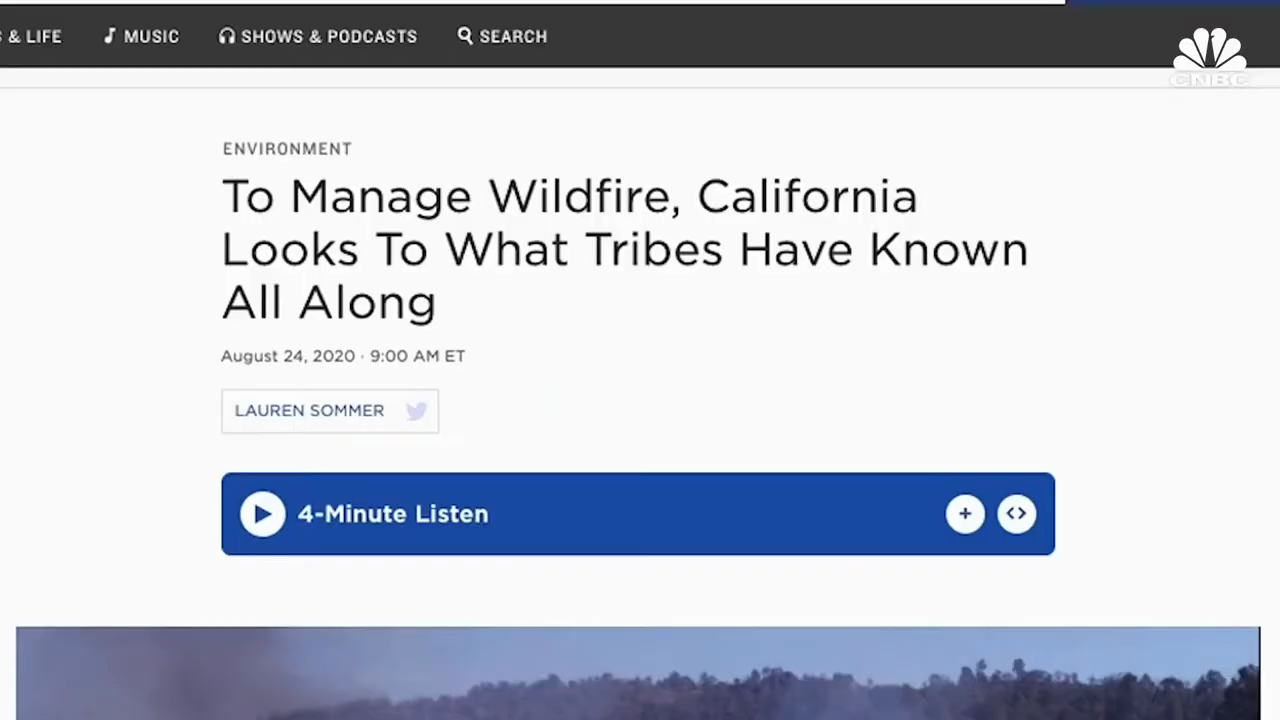 & LIFE
MUSIC
SHOWS & PODCASTS
SEARCH
CNBC
ENVIRONMENT
To Manage Wildfire, California
Looks To What Tribes Have Known
All Along
August 24, 2020 · 9:00 AM ET
LAUREN SOMMER
4-Minute Listen